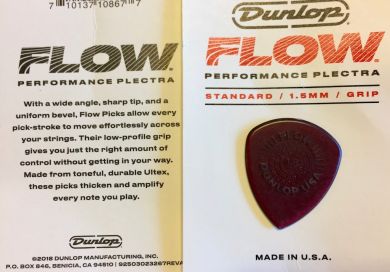 7 10137 10867 7
FLOW.
PERFORMANCE PLECTRA
With a wide angle, sharp tip, and a
uniform bevel, Flow Picks allow every
pick-stroke to move effortlessly across
your strings. Their low-profile grip
gives you just the right amount of
control without getting in your way.
Made from toneful, durable Ultex,
these picks thicken and amplify
every note you play.
Dunlop
©2018 DUNLOP MANUFACTURING, INC.
P.O. BOX 846, BENICIA, CA 94510 | 92503023267REVA
Dunlop
FLOW.
PERFORMANCE PLECTRA
STANDARD / 1.5MM / GRIP
DUNLOP USA
MADE IN U.S.A.